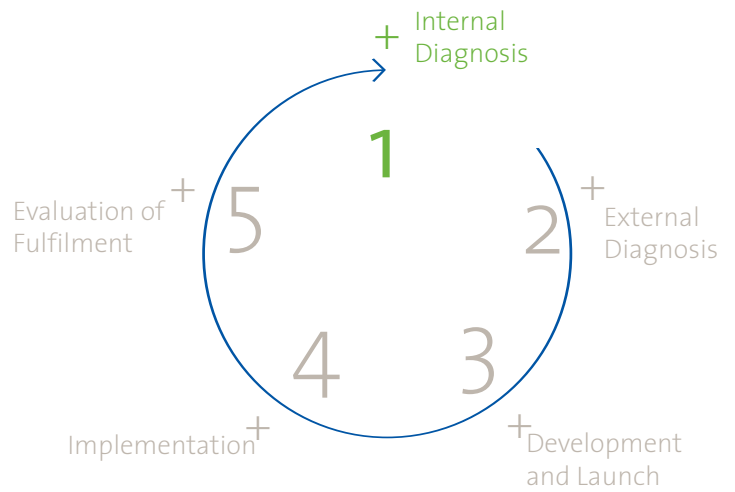 + Internal
Diagnosis
1
+
2
External
Diagnosis
3
+
Development
and Launch
4
Implementation+
5
+
Evaluation of
Fulfilment